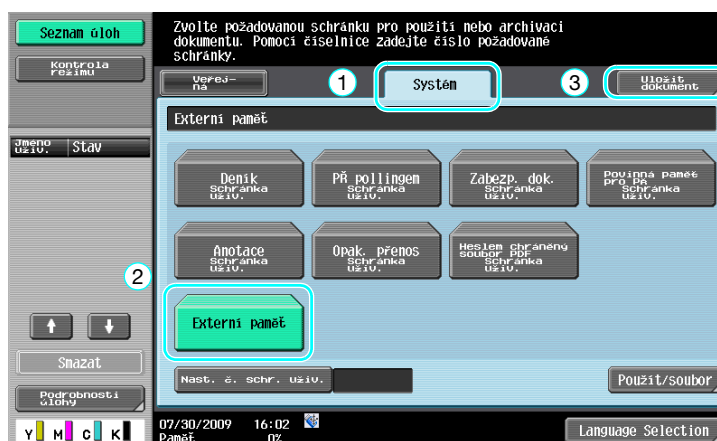 Seznam úloh
Kontrola
režimu
Zvolte požadovanou schránku pro použití nebo archivaci
dokumentu. Pomocí číselnice zadejte číslo požadované
schránky.
Veřej-
ná
1
Systém
3
Uložit
dokument
Externí paměť
Jméno
uživ.
Stav
Deník
Schránka
uživ.
PŘ pollingem
Schránka
uživ.
Zabezp. dok.
Schránka
uživ.
Povinná paměť
pro PŘ
Schránka
uživ.
Anotace
Schránka
uživ.
Opak. přenos
Schránka
uživ.
Heslem chráněný
soubor PDF
Schránka
uživ.
2
Externí paměť
Smazat
Nast. č. schr. uživ.
Použít/soubor
Podrobnosti
úlohy
Y M C K
07/30/2009 16:02
Paměť 0%
Language Selection